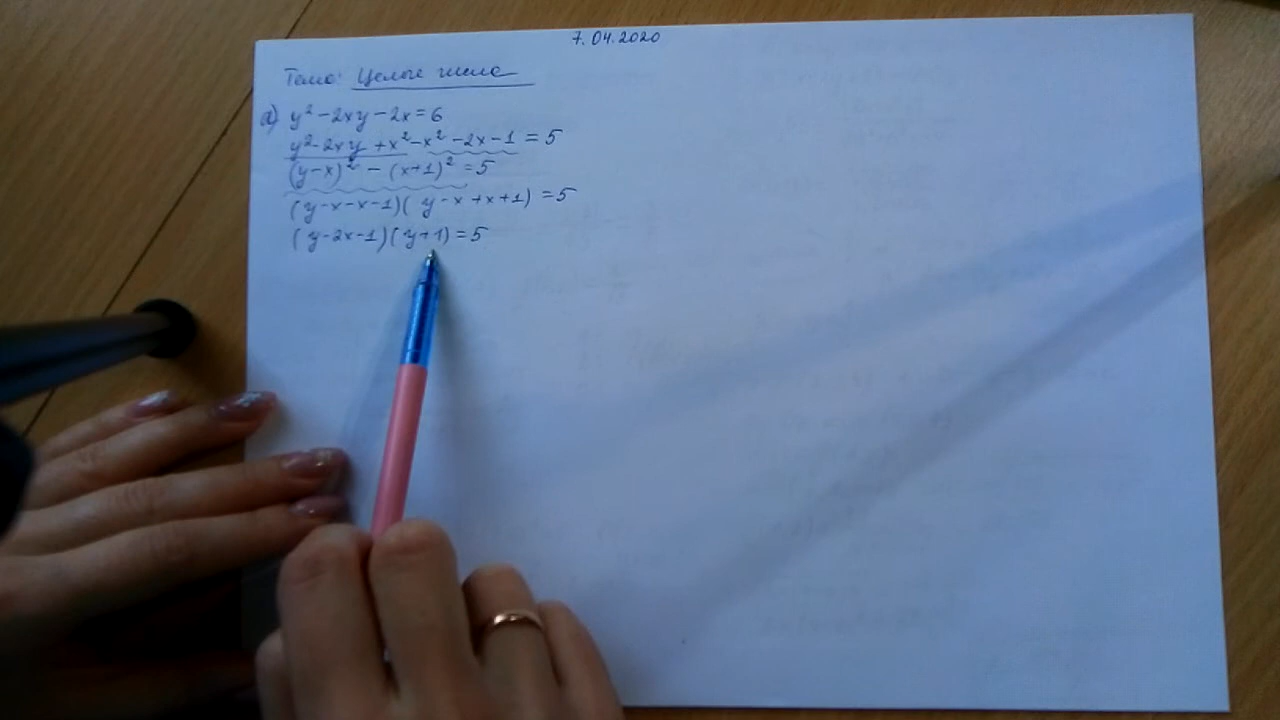 7.04.2020
Тема: Целые числа
а) y² - 2xy - 2x = 6
y² - 2xy + x² - x² - 2x - 1 = 5
(y-x)² - (x+1)² = 5
(y-x-x-1)(y-x+x+1) = 5
(y-2x-1)(y+1) = 5